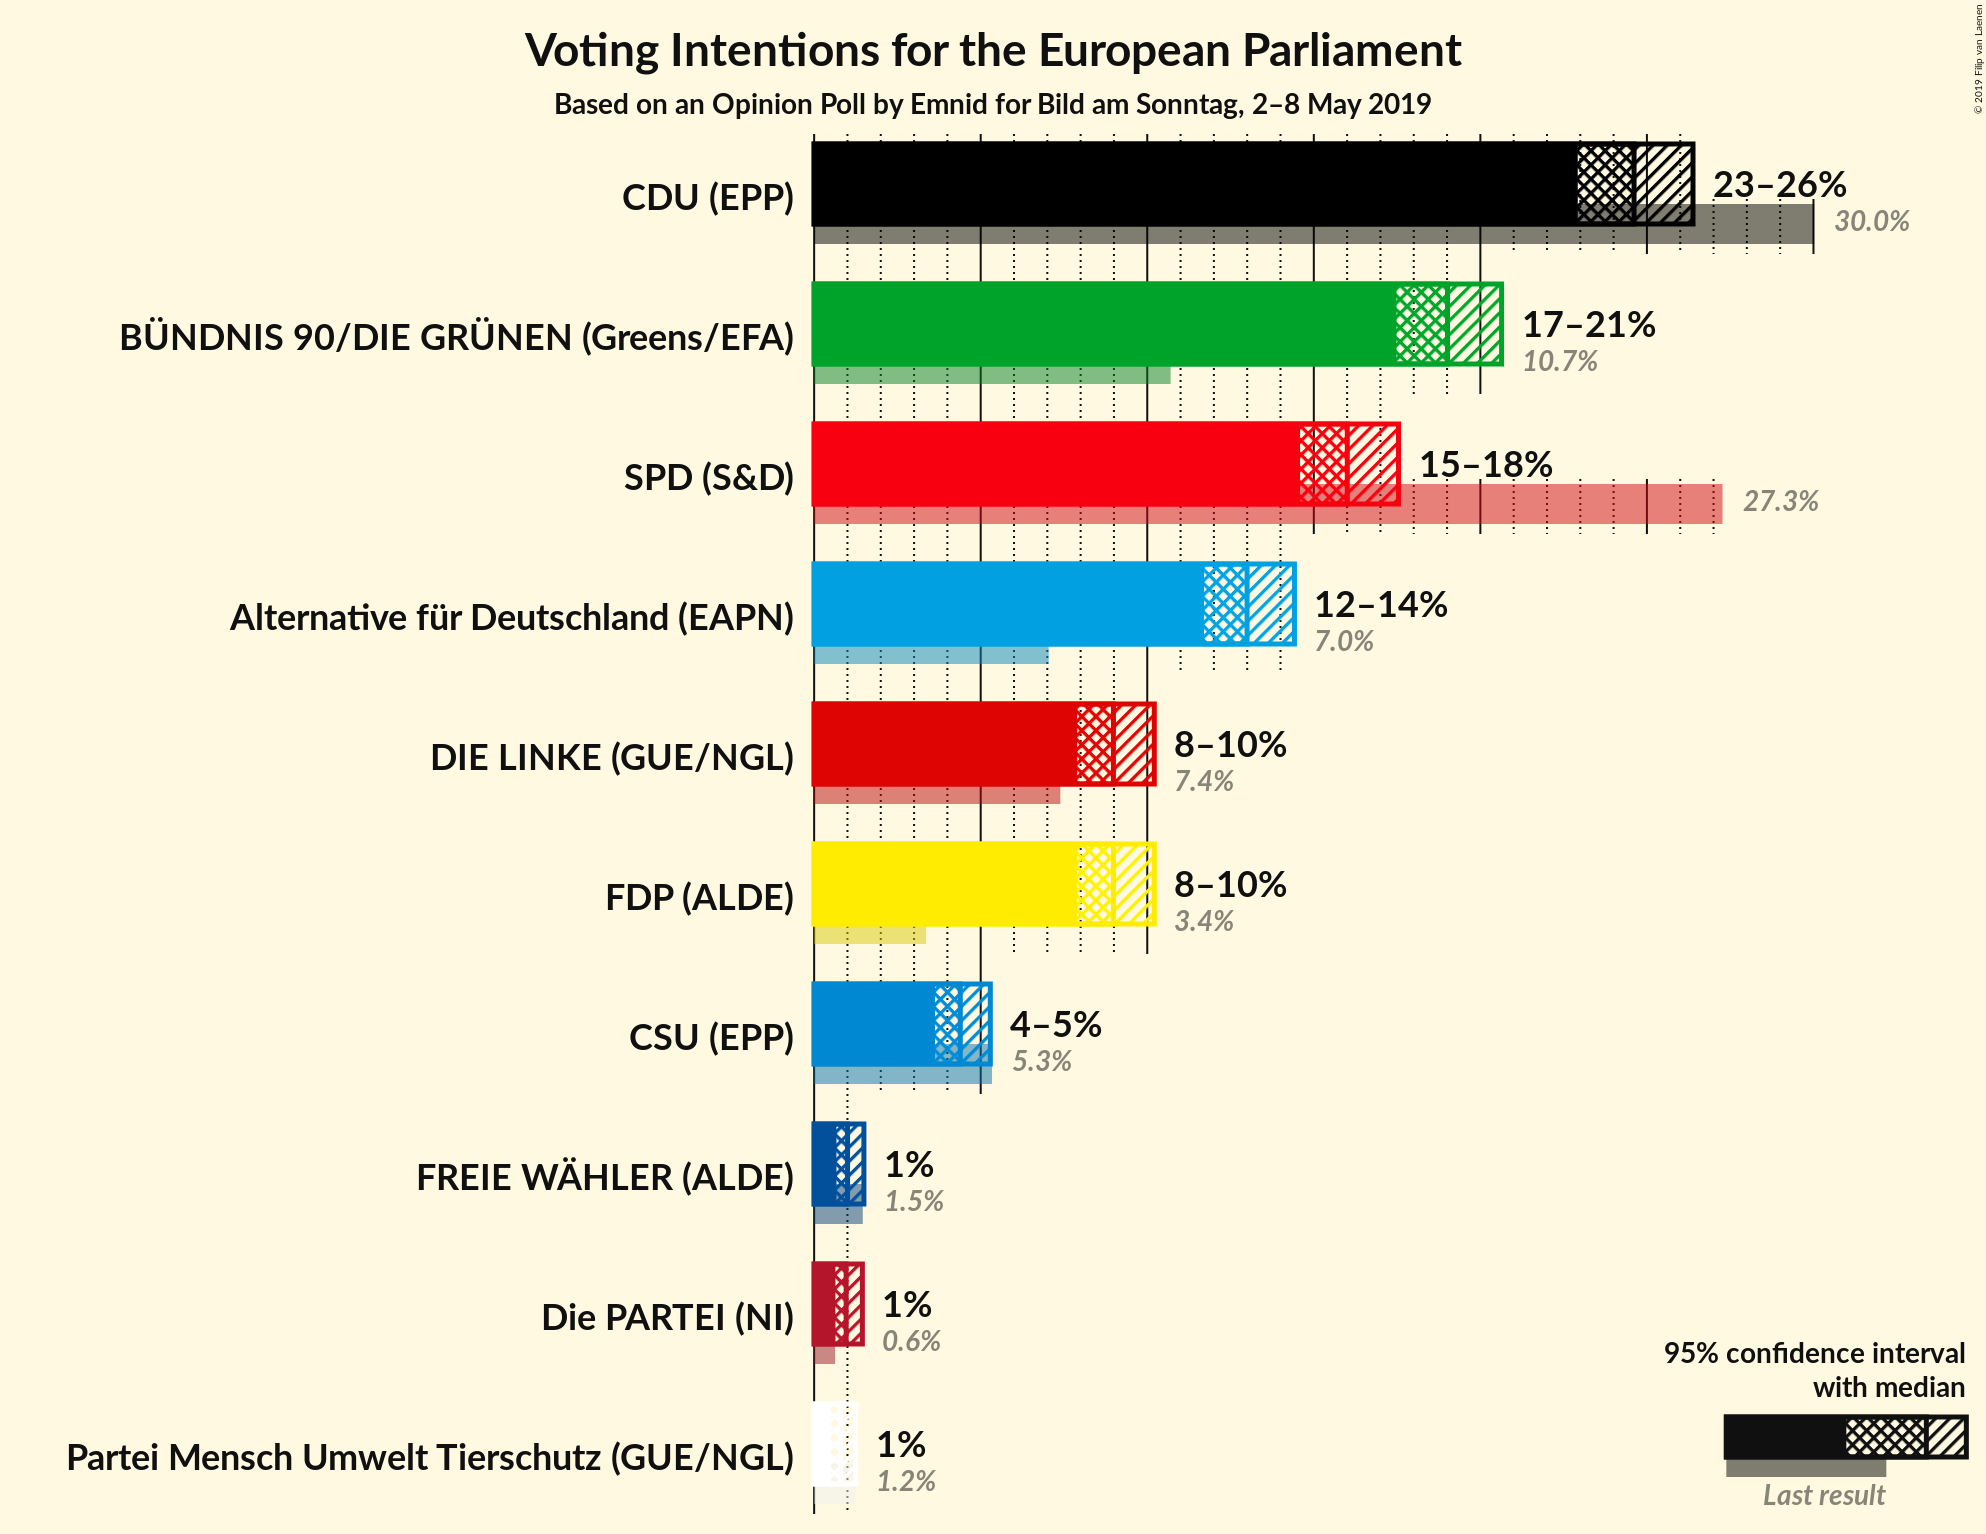 Voting Intentions for the European Parliament
Based on an Opinion Poll by Emnid for Bild am Sonntag, 2–8 May 2019
© 2019 Filip van Laenen
CDU (EPP)
23–26%
30.0%
BÜNDNIS 90/DIE GRÜNEN (Greens/EFA)
17–21%
10.7%
SPD (S&D)
15–18%
27.3%
Alternative für Deutschland (EAPN)
12–14%
7.0%
DIE LINKE (GUE/NGL)
8–10%
7.4%
FDP (ALDE)
8–10%
3.4%
CSU (EPP)
4–5%
5.3%
FREIE WÄHLER (ALDE)
1%
1.5%
Die PARTEI (NI)
1%
0.6%
Partei Mensch Umwelt Tierschutz (GUE/NGL)
1%
1.2%
95% confidence interval
with median
Last result